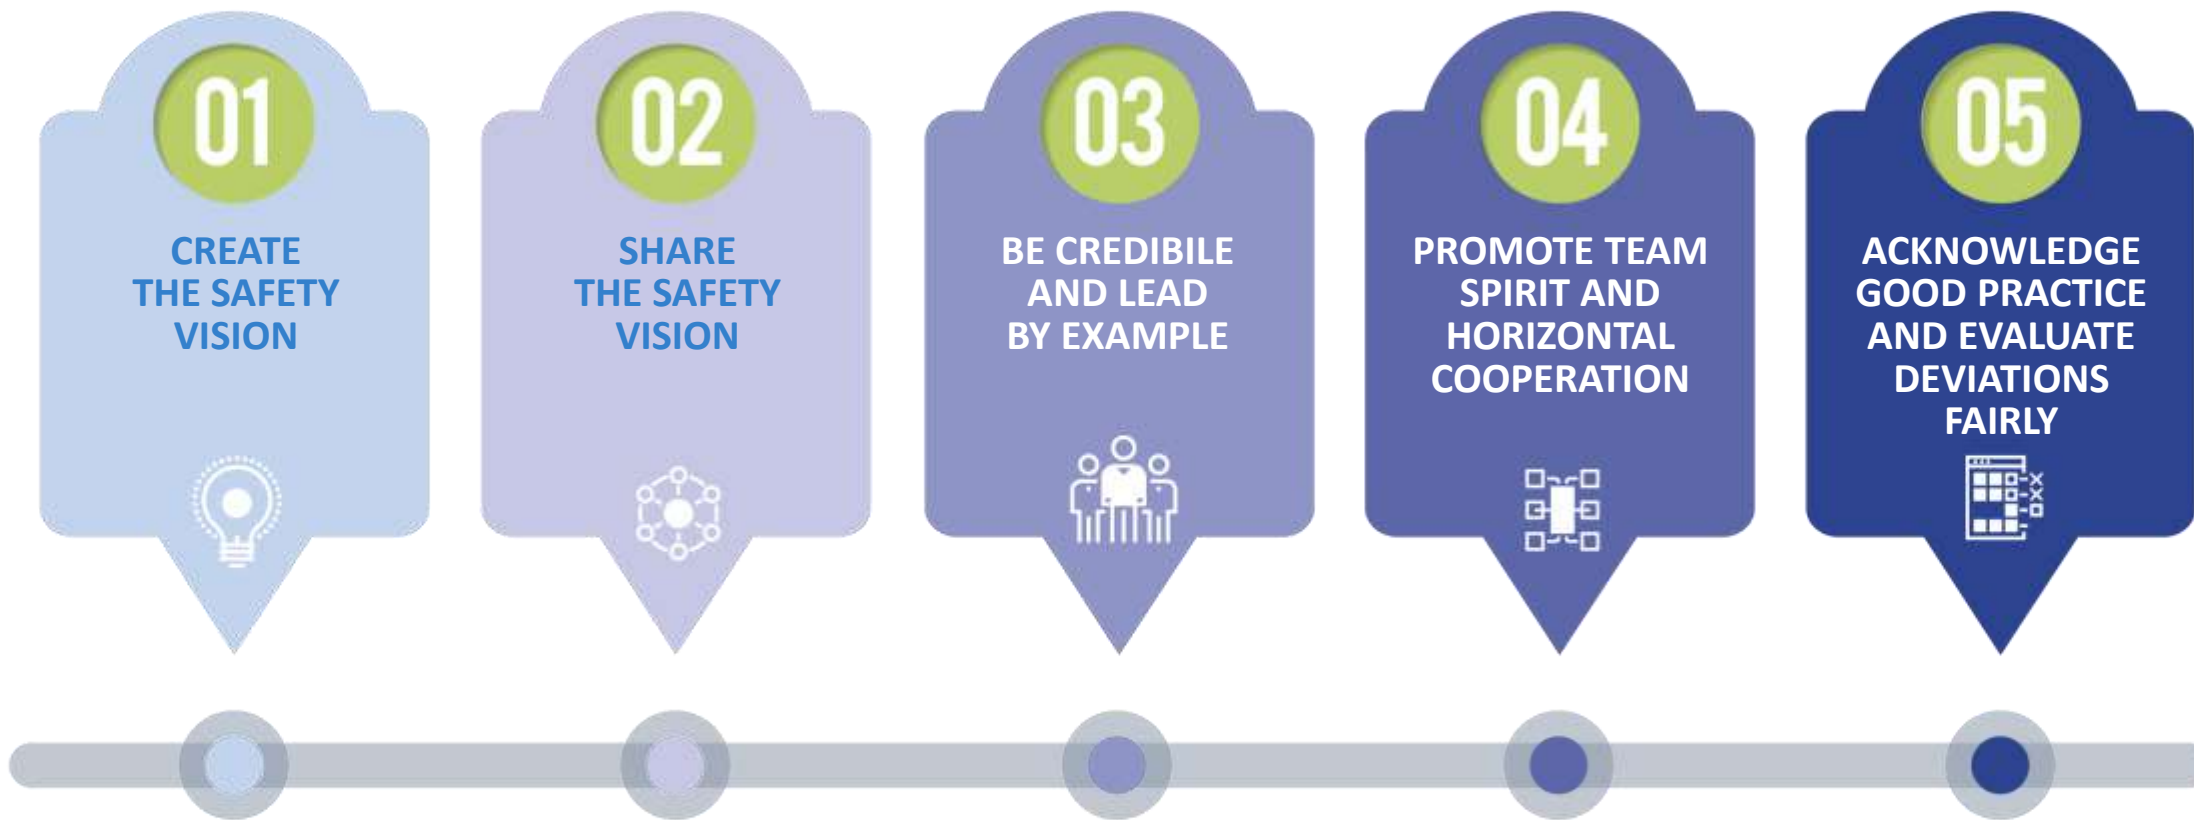 01
CREATE
THE SAFETY
VISION
02
SHARE
THE SAFETY
VISION
03
BE CREDIBILE
AND LEAD
BY EXAMPLE
04
PROMOTE TEAM
SPIRIT AND
HORIZONTAL
COOPERATION
05
ACKNOWLEDGE
GOOD PRACTICE
AND EVALUATE
DEVIATIONS
FAIRLY